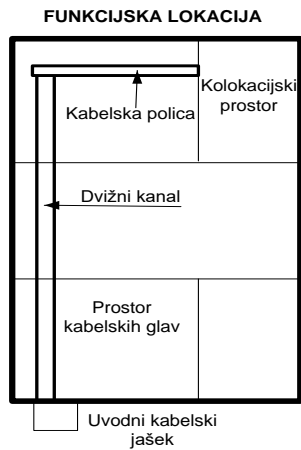 FUNKCIJSKA LOKACIJA
Kolokacijski
prostor
Kabelska polica
Dvižni kanal
Prostor
kabelskih glav
Uvodni kabelski
jašek